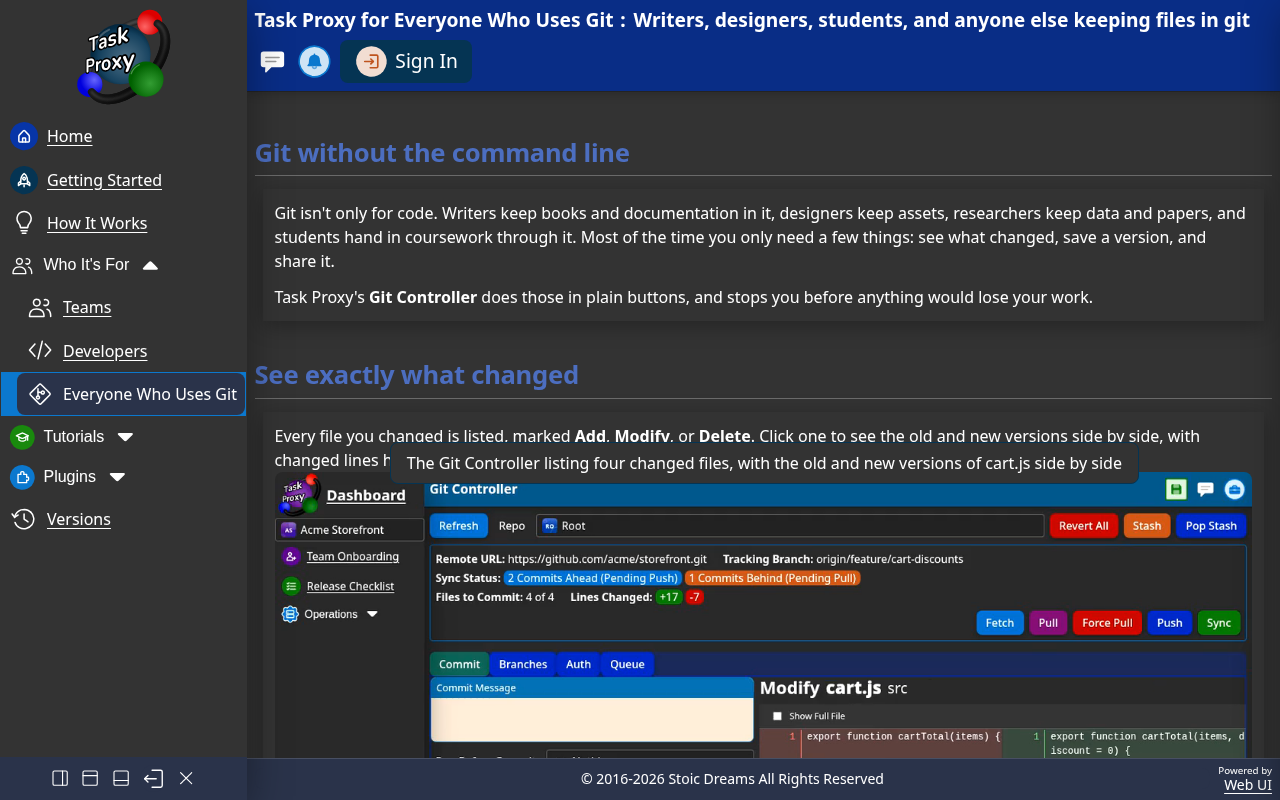 Task Proxy
Home
Getting Started
How It Works
Who It's For
Teams
Developers
Everyone Who Uses Git
Tutorials
Plugins
Versions
Task Proxy for Everyone Who Uses Git : Writers, designers, students, and anyone else keeping files in git
Sign In
Git without the command line
Git isn't only for code. Writers keep books and documentation in it, designers keep assets, researchers keep data and papers, and
students hand in coursework through it. Most of the time you only need a few things: see what changed, save a version, and
share it.
Task Proxy's Git Controller does those in plain buttons, and stops you before anything would lose your work.
See exactly what changed
Every file you changed is listed, marked Add, Modify, or Delete. Click one to see the old and new versions side by side, with
changed lines
The Git Controller listing four changed files, with the old and new versions of cart.js side by side
Task Proxy
Dashboard
Acme Storefront
Team Onboarding
Release Checklist
Operations
Git Controller
Refresh Repo RO Root Revert All Stash Pop Stash
Remote URL: https://github.com/acme/storefront.git Tracking Branch: origin/feature/cart-discounts
Sync Status: 2 Commits Ahead (Pending Push) 1 Commits Behind (Pending Pull)
Files to Commit: 4 of 4 Lines Changed: +17 -7
Fetch Pull Force Pull Push Sync
Commit Branches Auth Queue
Commit Message
Modify cart.js src
Show Full File
1 export function cartTotal(items) {
1 export function cartTotal(items, d
iscount = 0) {
© 2016-2026 Stoic Dreams All Rights Reserved
Powered by
Web UI